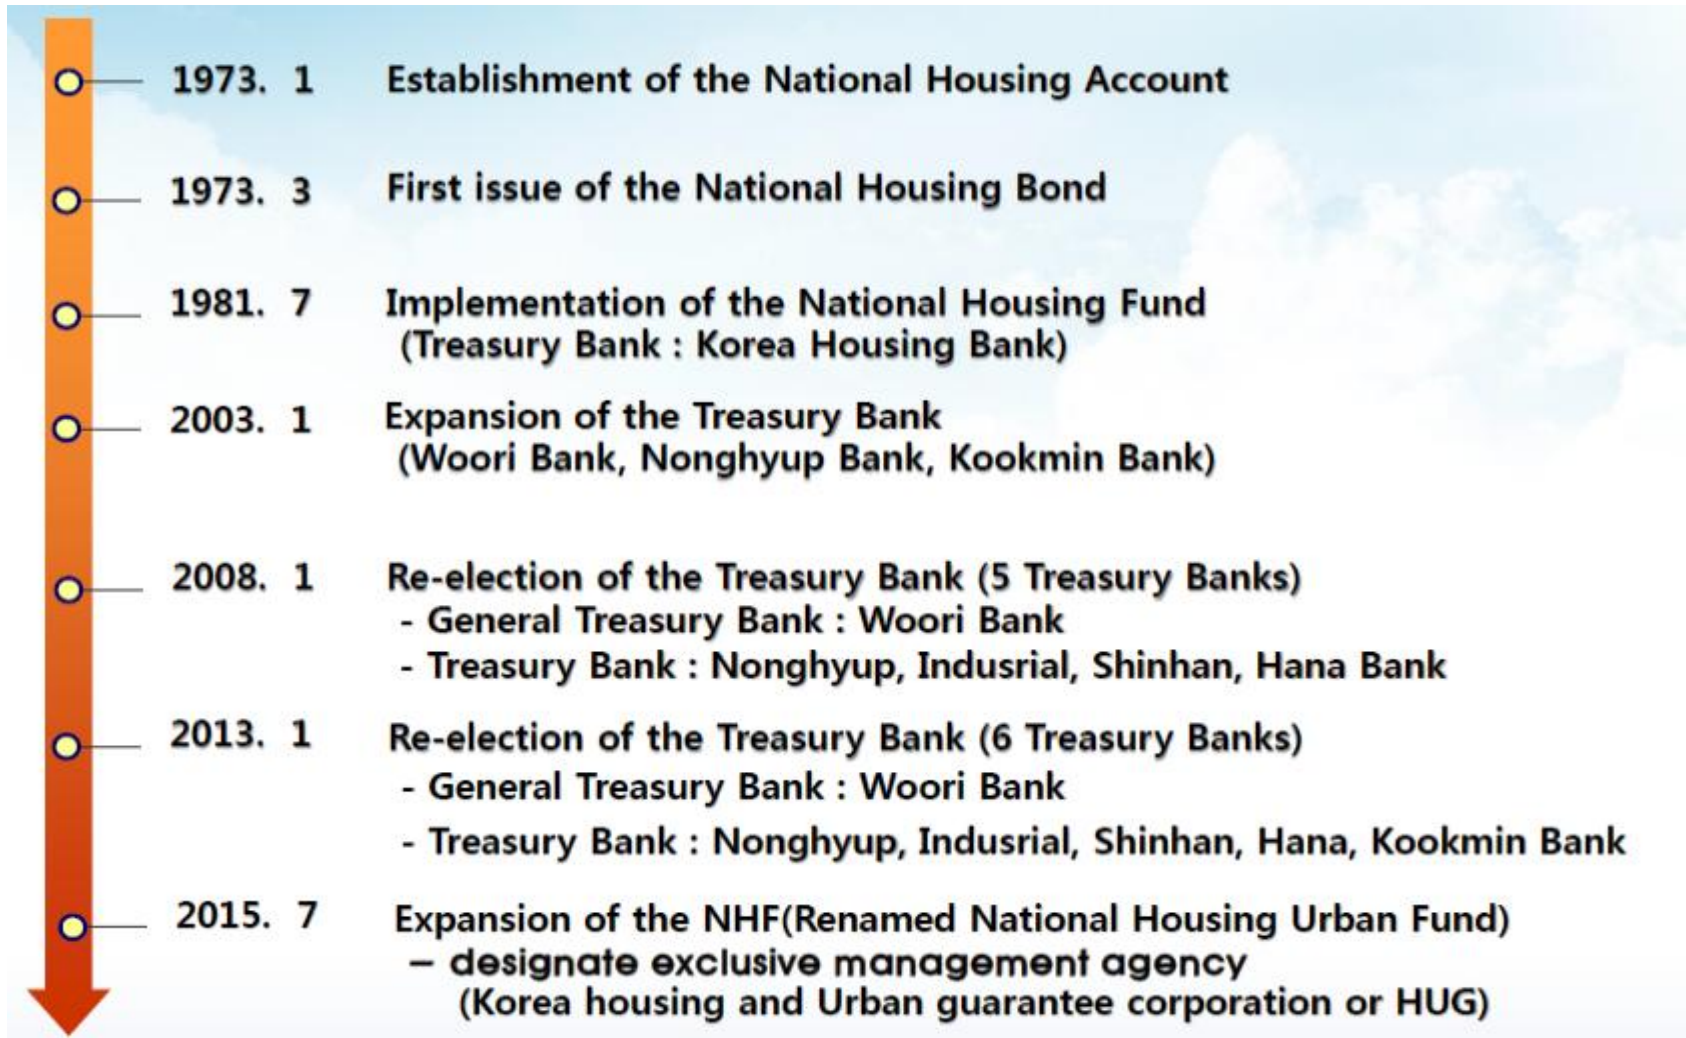 1973. 1 Establishment of the National Housing Account
1973. 3 First issue of the National Housing Bond
1981. 7 Implementation of the National Housing Fund
(Treasury Bank : Korea Housing Bank)
2003. 1 Expansion of the Treasury Bank
(Woori Bank, Nonghyup Bank, Kookmin Bank)
2008. 1 Re-election of the Treasury Bank (5 Treasury Banks)
- General Treasury Bank : Woori Bank
- Treasury Bank : Nonghyup, Indusrial, Shinhan, Hana Bank
2013. 1 Re-election of the Treasury Bank (6 Treasury Banks)
- General Treasury Bank : Woori Bank
- Treasury Bank : Nonghyup, Indusrial, Shinhan, Hana, Kookmin Bank
2015. 7 Expansion of the NHF(Renamed National Housing Urban Fund)
– designate exclusive management agency
(Korea housing and Urban guarantee corporation or HUG)